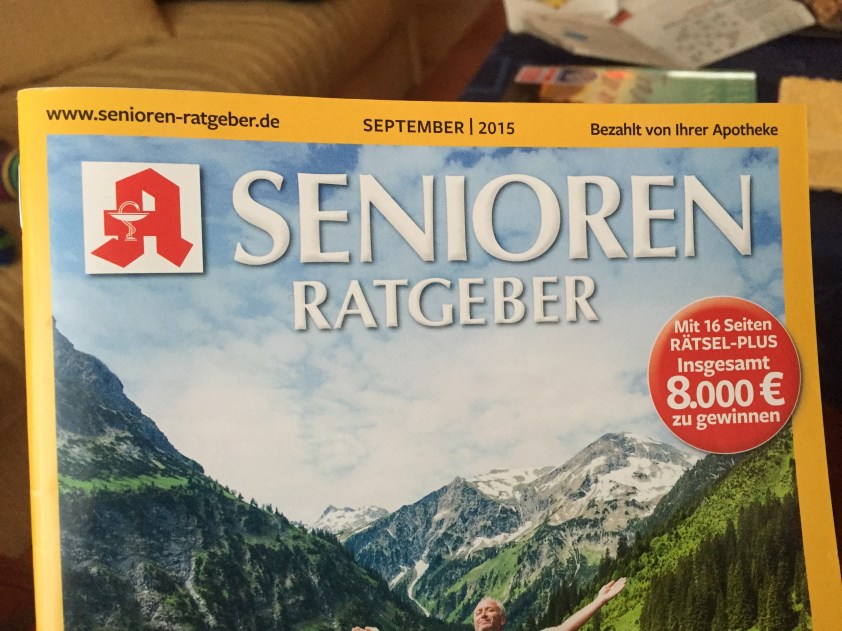 www.senioren-ratgeber.de
SEPTEMBER | 2015
Bezahlt von Ihrer Apotheke
SENIOREN
RATGEBER
Mit 16 Seiten
RÄTSEL-PLUS
Insgesamt
8.000 €
zu gewinnen